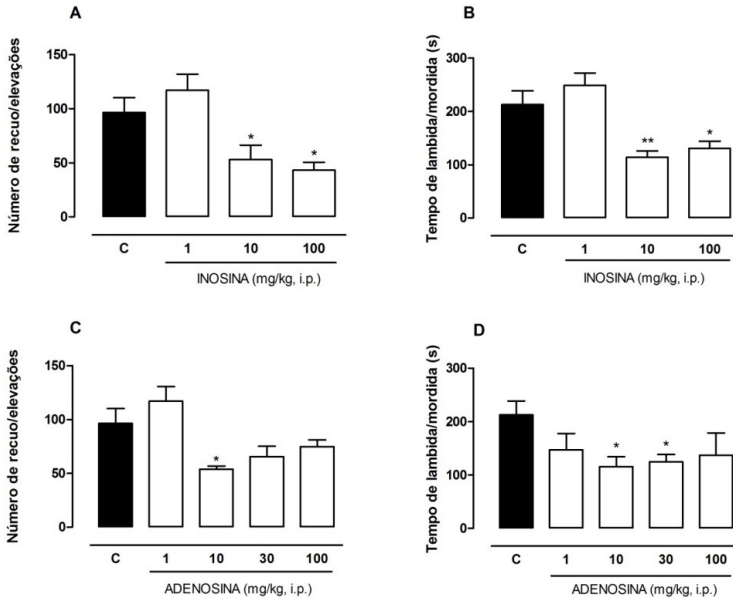 A
Número de recuo/elevações
150
100
50
0
*
*
C 1 10 100
INOSINA (mg/kg, i.p.)
B
Tempo de lambida/mordida (s)
300
200
100
0
**
*
C 1 10 100
INOSINA (mg/kg, i.p.)
C
Número de recuo/elevações
150
100
50
0
*
C 1 10 30 100
ADENOSINA (mg/kg, i.p.)
D
Tempo de lambida/mordida (s)
300
200
100
0
*
*
C 1 10 30 100
ADENOSINA (mg/kg, i.p.)